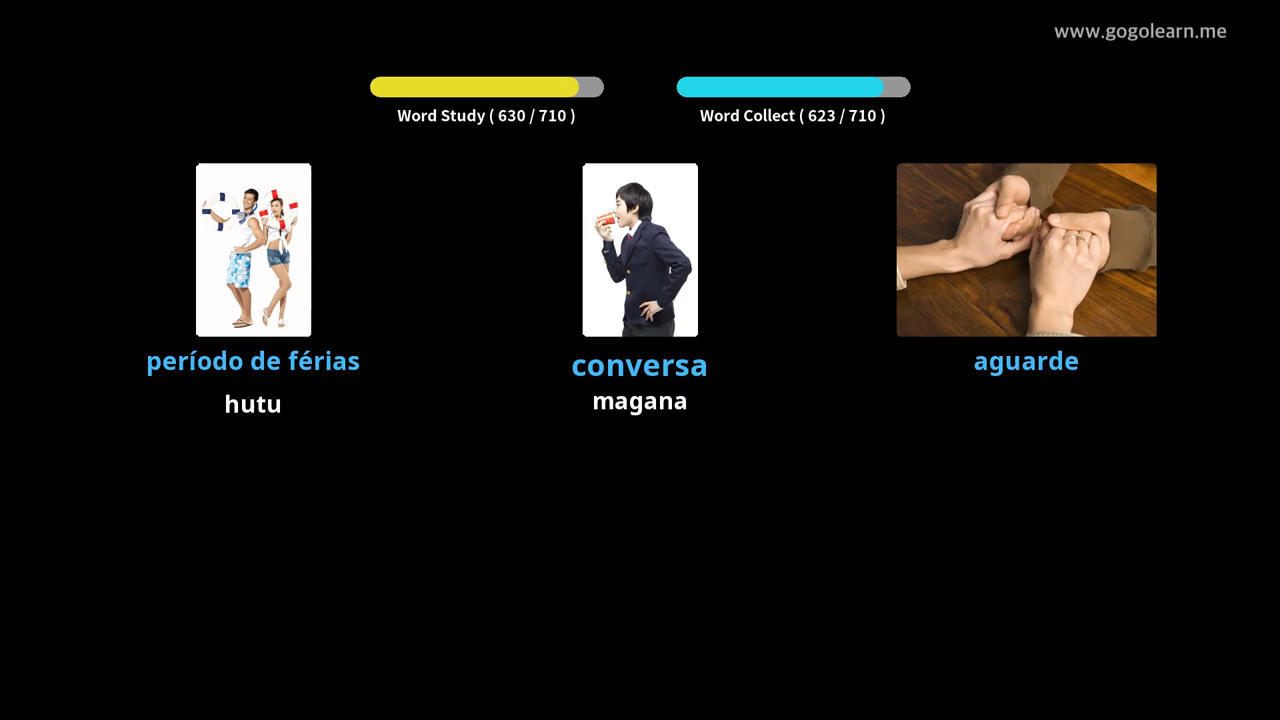 www.gogolearn.me
Word Study ( 630 / 710 )
Word Collect ( 623 / 710 )
período de férias
hutu
conversa
magana
aguarde